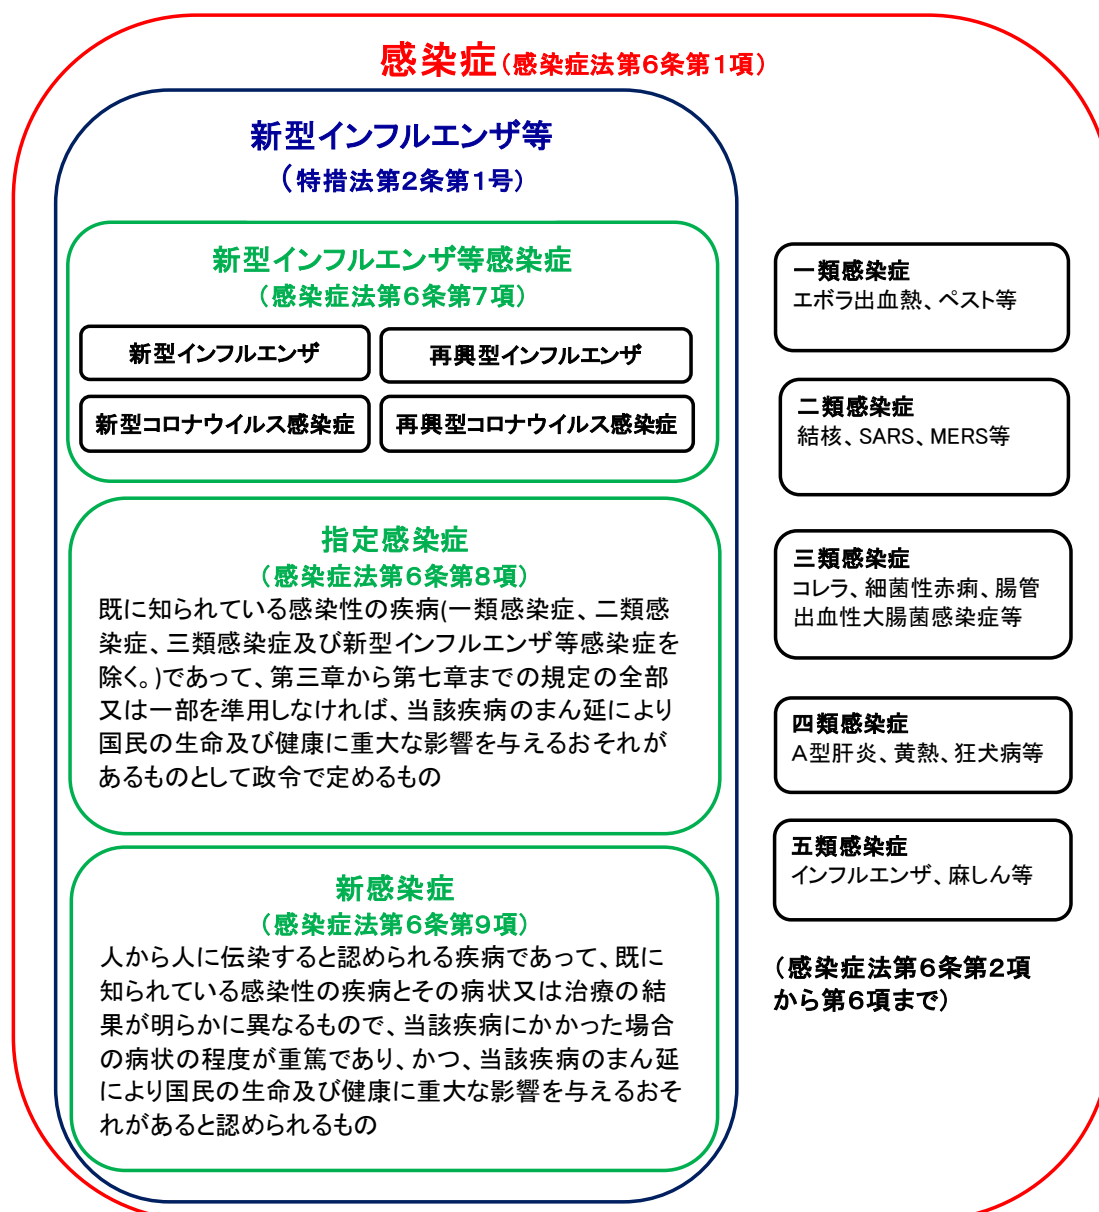 感染症(感染症法第6条第1項)
新型インフルエンザ等
(特措法第2条第1号)
新型インフルエンザ等感染症
(感染症法第6条第7項)
新型インフルエンザ
再興型インフルエンザ
新型コロナウイルス感染症
再興型コロナウイルス感染症
指定感染症
(感染症法第6条第8項)
既に知られている感染性の疾病(一類感染症、二類感
染症、三類感染症及び新型インフルエンザ等感染症を
除く。)であって、第三章から第七章までの規定の全部
又は一部を準用しなければ、当該疾病のまん延により
国民の生命及び健康に重大な影響を与えるおそれが
あるものとして政令で定めるもの
新感染症
(感染症法第6条第9項)
人から人に伝染すると認められる疾病であって、既に
知られている感染性の疾病とその病状又は治療の結
果が明らかに異なるもので、当該疾病にかかった場合
の病状の程度が重篤であり、かつ、当該疾病のまん延
により国民の生命及び健康に重大な影響を与えるおそ
れがあると認められるもの
一類感染症
エボラ出血熱、ペスト等
二類感染症
結核、SARS、MERS等
三類感染症
コレラ、細菌性赤痢、腸管
出血性大腸菌感染症等
四類感染症
A型肝炎、黄熱、狂犬病等
五類感染症
インフルエンザ、麻しん等
(感染症法第6条第2項
から第6項まで)